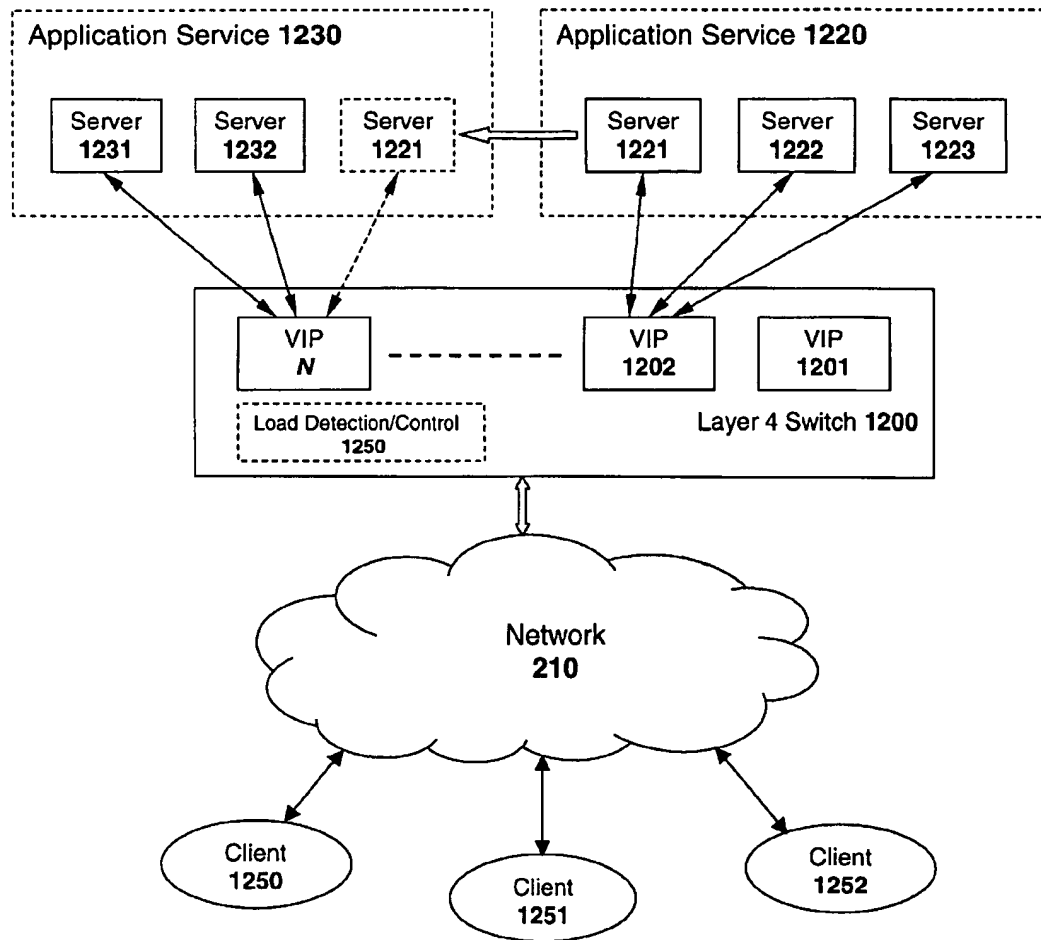 Application Service 1230
Application Service 1220
Server
1231
Server
1232
Server
1221
Server
1221
Server
1222
Server
1223
VIP
N
VIP
1202
VIP
1201
Load Detection/Control
1250
Layer 4 Switch 1200
Network
210
Client
1250
Client
1251
Client
1252